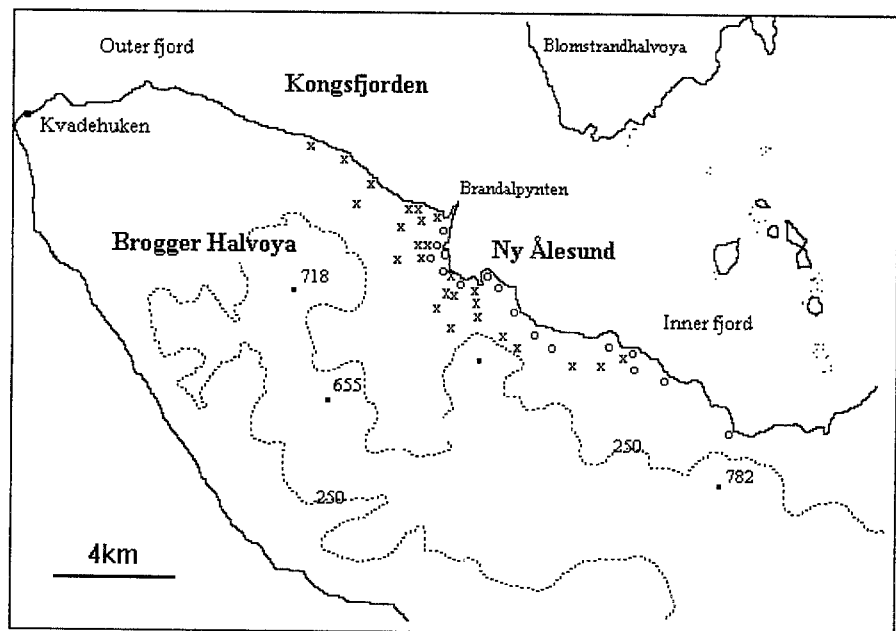 Outer fjord
Blomstrandhalvoya
Kongsfjorden
Kvadehuken
Brandalpynten
Brogger Halvoya
Ny Ålesund
718
Inner fjord
655
250
782
250
4km